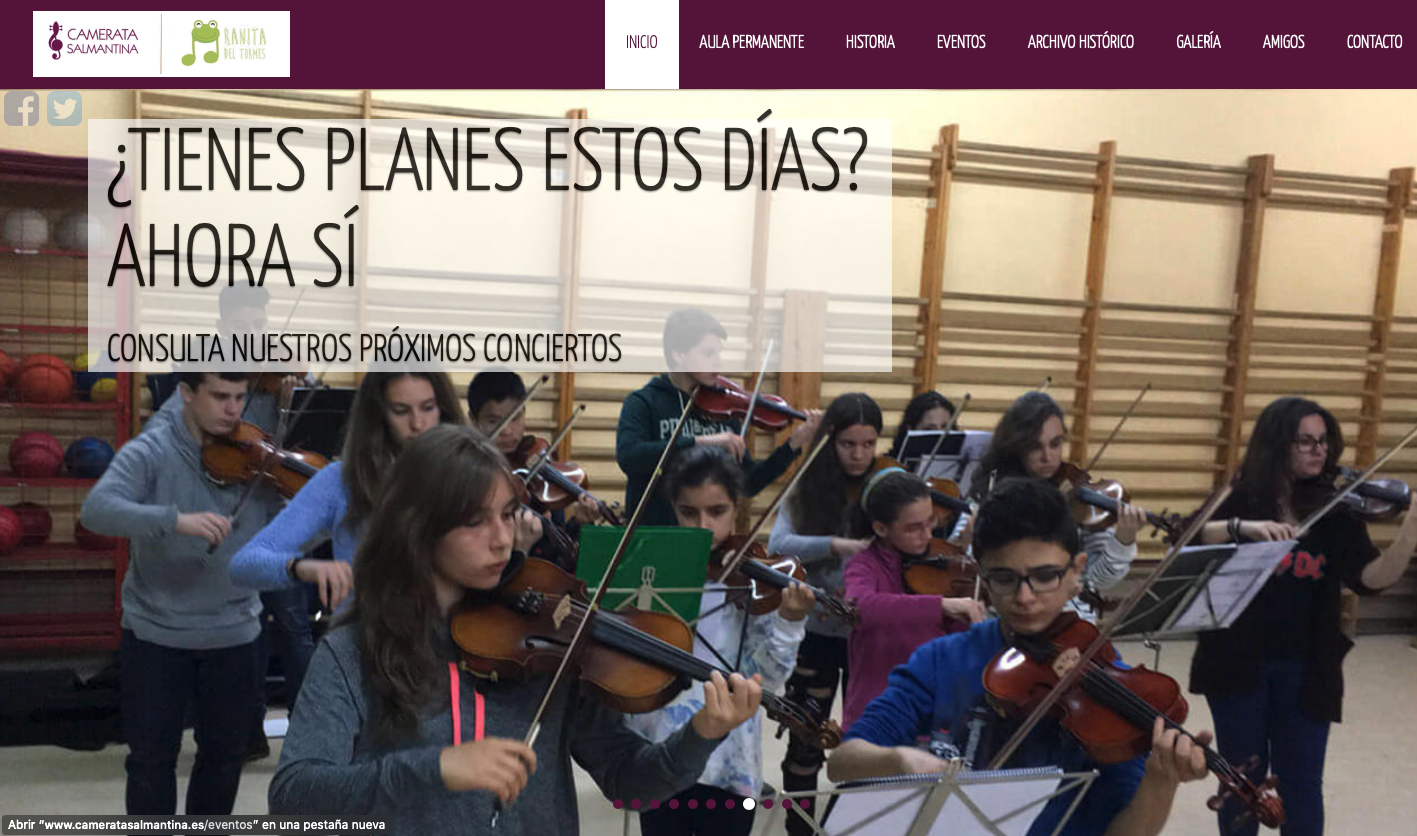 CAMERATA
SALMANTINA
RANITA
DEL TORMES
INICIO
AULA PERMANENTE
HISTORIA
EVENTOS
ARCHIVO HISTÓRICO
GALERÍA
AMIGOS
CONTACTO
¿TIENES PLANES ESTOS DÍAS?
AHORA SÍ
CONSULTA NUESTROS PRÓXIMOS CONCIERTOS
DC
Abrir "www.cameratasalmantina.es/eventos" en una pestaña nueva